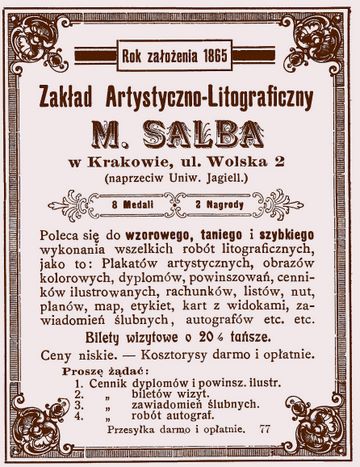 Rok założenia 1865
Zakład Artystyczno-Litograficzny
M. SALBA
w Krakowie, ul. Wolska 2
(naprzeciw Uniw. Jagiell.)
8 Medali 2 Nagrody
Poleca się do wzorowego, taniego i szybkiego
wykonania wszelkich robót litograficznych,
jako to: Plakatów artystycznych, obrazów
kolorowych, dyplomów, powinszowań, cenni-
ków ilustrowanych, rachunków, listów, nut,
planów, map, etykiet, kart z widokami, za-
wiadomień ślubnych, autografów etc. etc.
Bilety wizytowe o 20% tańsze.
Ceny niskie. — Kosztorysy darmo i opłatnie.
Proszę żądać:
1. Cennik dyplomów i powinsz. ilustr.
2. „ biletów wizyt.
3. „ zawiadomień ślubnych.
4. „ robót autograf.
Przesyłka darmo i opłatnie. 77